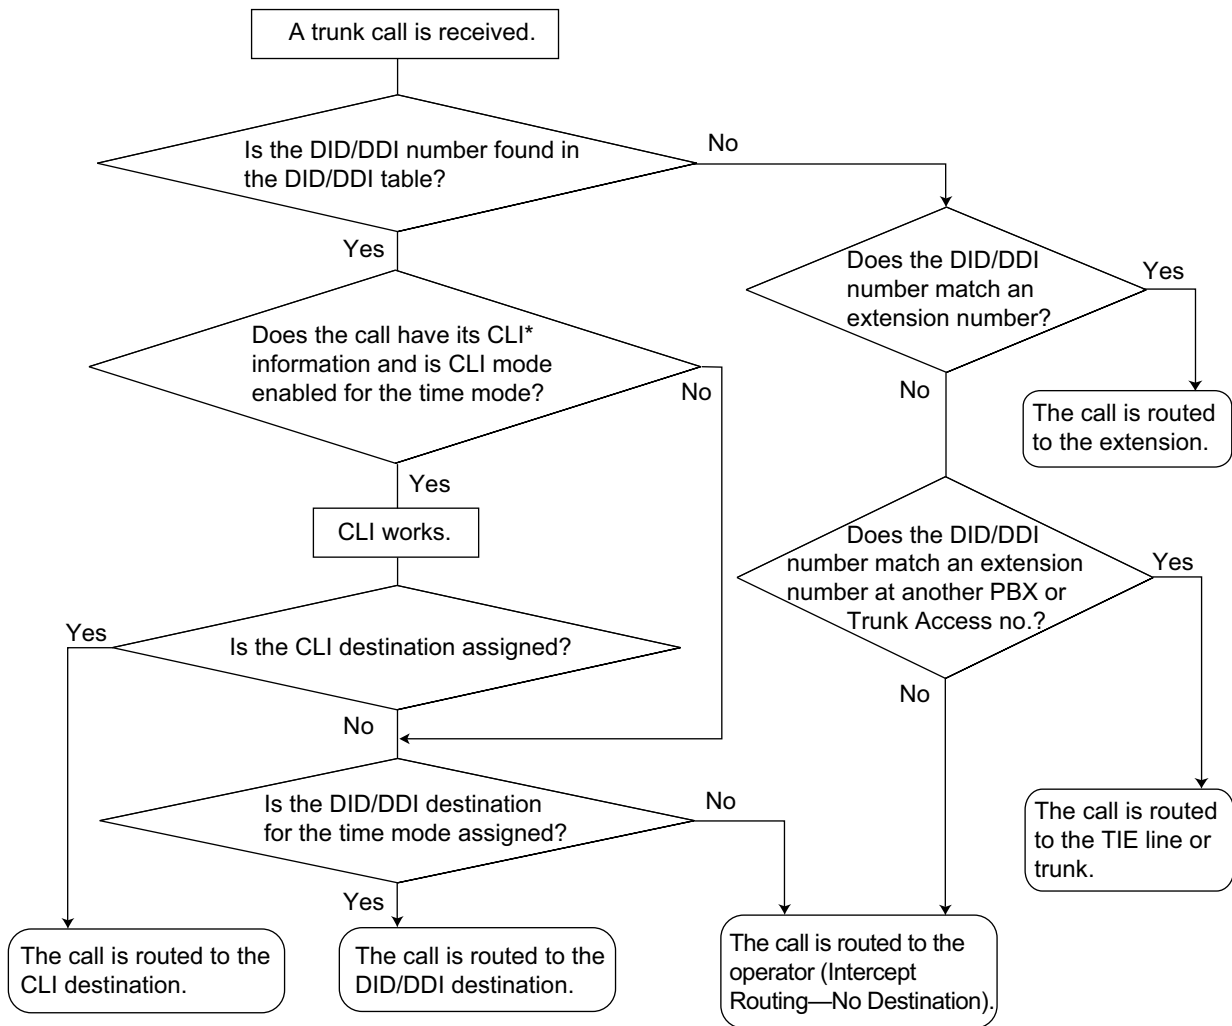 A trunk call is received.
Is the DID/DDI number found in
the DID/DDI table?
No
Yes
Does the DID/DDI
number match an
extension number?
Yes
No
The call is routed
to the extension.
Does the call have its CLI*
information and is CLI mode
enabled for the time mode?
No
Yes
CLI works.
Does the DID/DDI
number match an extension
number at another PBX or
Trunk Access no.?
Yes
No
Is the CLI destination assigned?
Yes
No
Is the DID/DDI destination
for the time mode assigned?
No
Yes
The call is routed
to the TIE line or
trunk.
The call is routed to the
CLI destination.
The call is routed to the
DID/DDI destination.
The call is routed to the
operator (Intercept
Routing—No Destination).